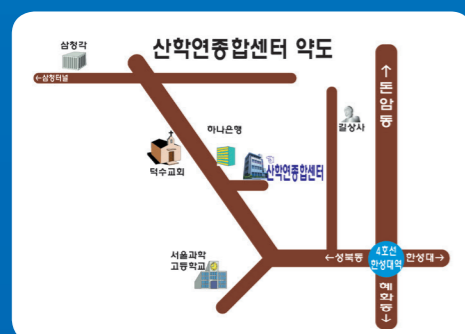 산학연종합센터 약도
삼청각
←삼청터널
↑돈암동
길상사
하나은행
덕수교회
산학연종합센터
서울과학
고등학교
←성북동
4호선
한성대역
한성대→
혜화동↓